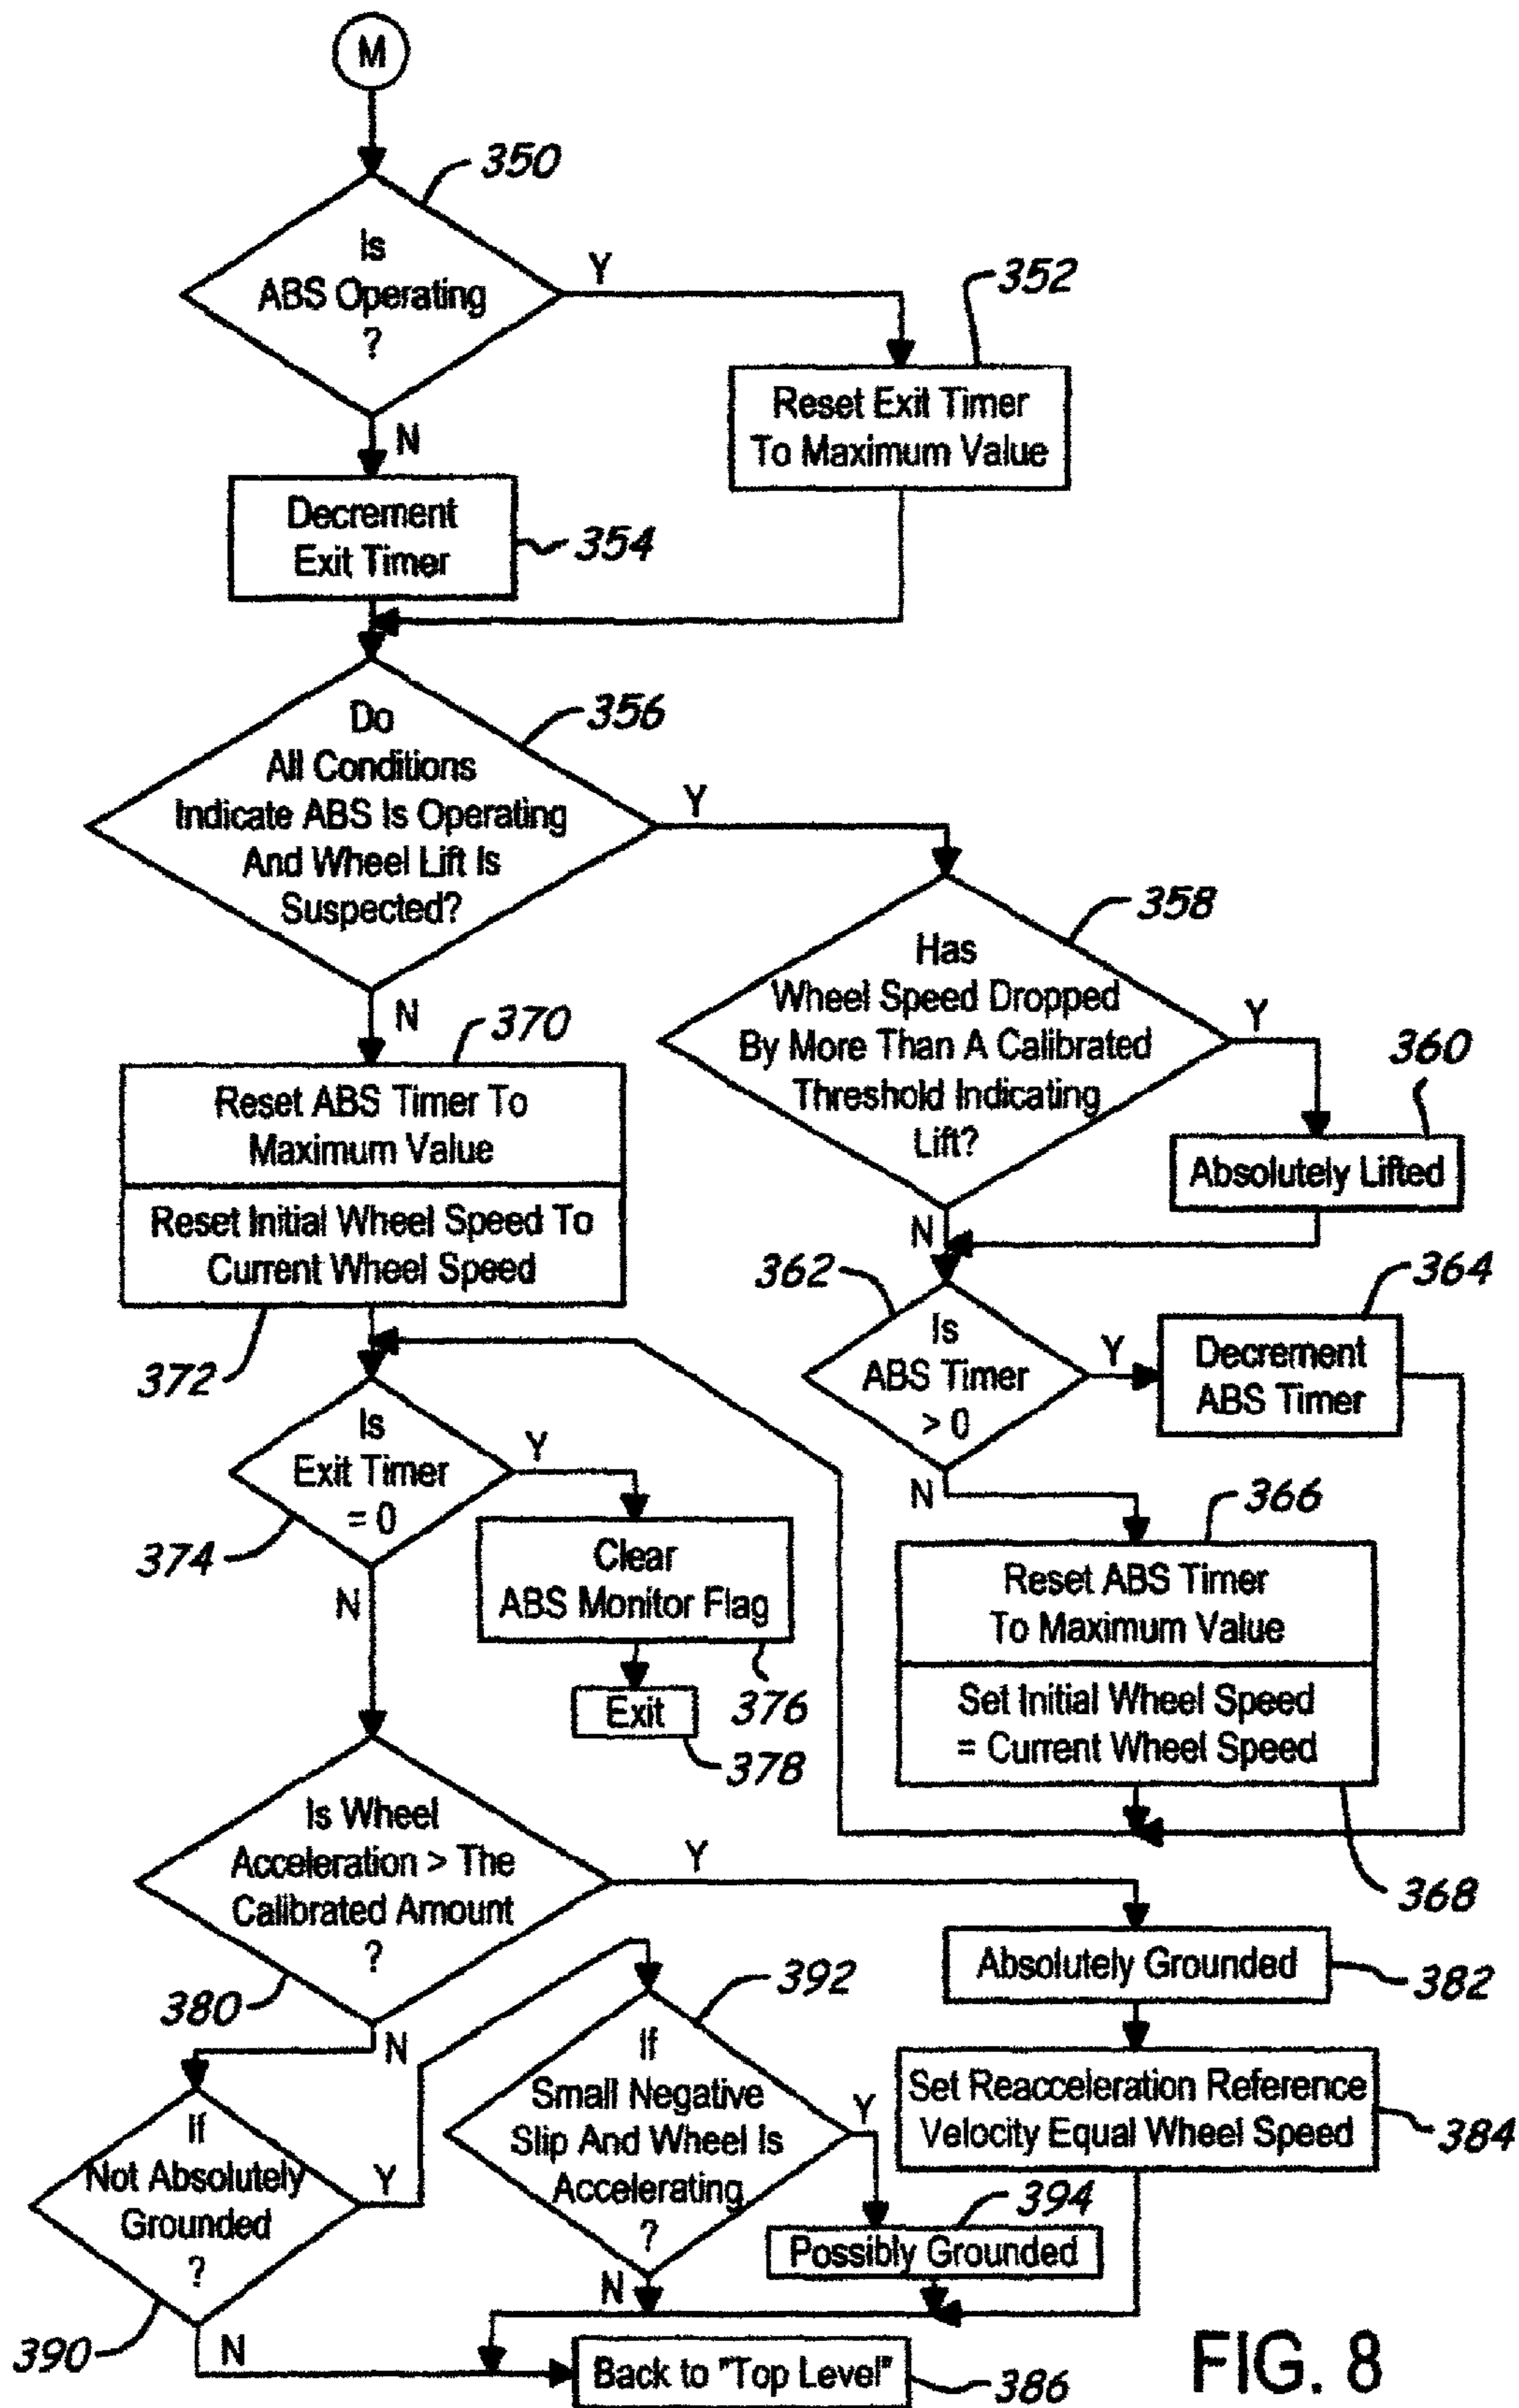 M
350
Is
ABS Operating
?
Y
352
Reset Exit Timer
To Maximum Value
N
Decrement
Exit Timer
354
Do
All Conditions
Indicate ABS Is Operating
And Wheel Lift Is
Suspected?
356
Y
N
358
Has
Wheel Speed Dropped
By More Than A Calibrated
Threshold Indicating
Lift?
Y
360
Absolutely Lifted
N
370
Reset ABS Timer To
Maximum Value
Reset Initial Wheel Speed To
Current Wheel Speed
372
362
Is
ABS Timer
> 0
Y
364
Decrement
ABS Timer
N
366
Reset ABS Timer
To Maximum Value
Set Initial Wheel Speed
= Current Wheel Speed
368
Is
Exit Timer
= 0
374
Y
Clear
ABS Monitor Flag
376
Exit
378
N
Is Wheel
Acceleration > The
Calibrated Amount
?
380
Y
Absolutely Grounded
382
Set Reacceleration Reference
Velocity Equal Wheel Speed
384
N
If
Not Absolutely
Grounded
?
390
Y
392
If
Small Negative
Slip And Wheel Is
Accelerating
?
Y
394
Possibly Grounded
N
N
Back to "Top Level"
386
FIG. 8